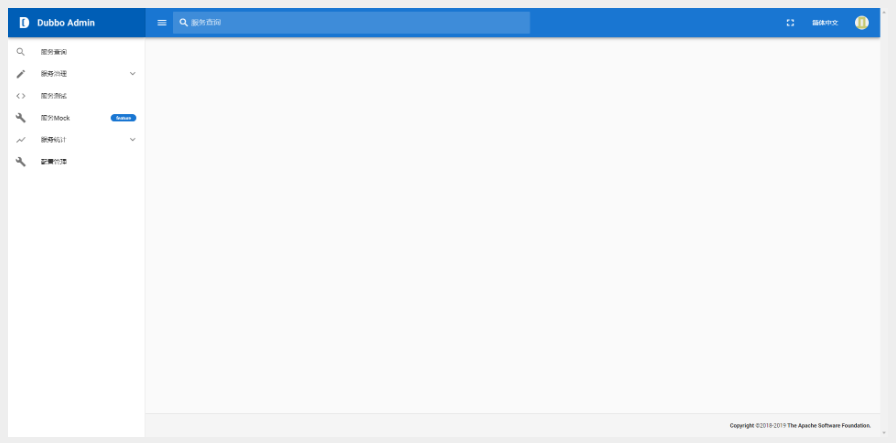 Dubbo Admin
服务查询
简体中文
服务查询
服务治理
服务测试
服务Mock
feature
服务统计
配置管理
Copyright ©2018-2019 The Apache Software Foundation.